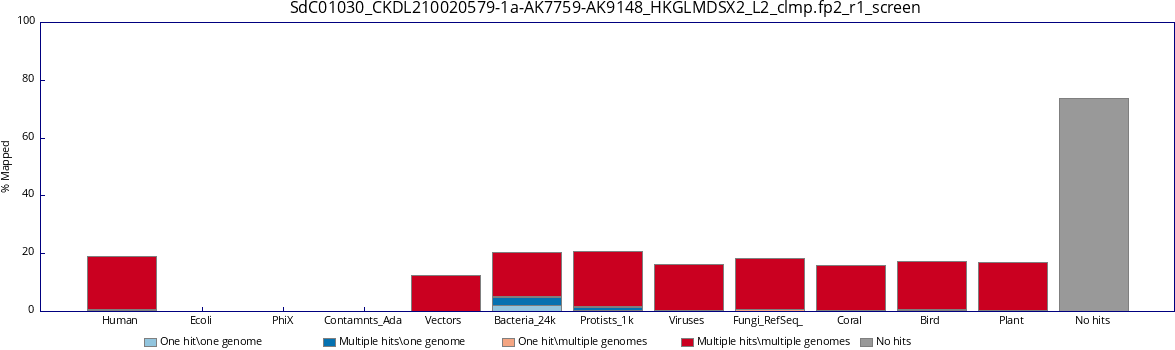 SdC01030_CKDL210020579-1a-AK7759-AK9148_HKGLMDSX2_L2_clmp.fp2_r1_screen
100
80
60
40
20
0
% Mapped
Human Ecoli PhiX Contamnts_Ada Vectors Bacteria_24k Protists_1k Viruses Fungi_RefSeq_ Coral Bird Plant No hits
One hit\one genome Multiple hits\one genome One hit\multiple genomes Multiple hits\multiple genomes No hits